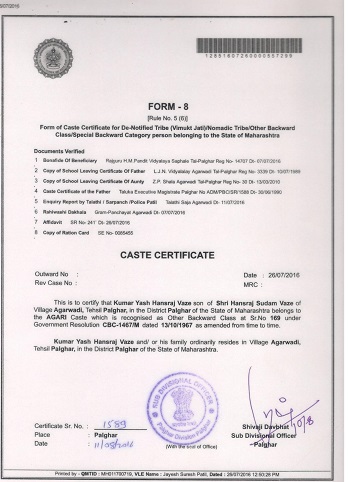 12851607260000557299
FORM - 8
[Rule No. 5 (6)]
Form of Caste Certificate for De-Notified Tribe (Vimukt Jati)/Nomadic Tribe/Other Backward
Class/Special Backward Category person belonging to the State of Maharashtra
Documents Verified
1 Bonafide Of Beneficiary Rajguru H.M.Pandit Vidyalaya Saphale Tal-Palghar Reg No- 14707 Dt- 07/07/2016
2 Copy of School Leaving Certificate Of Father L.J.N. Vidyalalay Agarwadi Tal-Palghar Reg No- 3339 Dt- 10/07/1989
3 Copy of School Leaving Certificate Of Aunty Z.P. Shala Agarwadi Tal-Palghar Reg No- 36 Dt- 13/03/2010
4 Caste Certificate of the Father Taluka Executive Magistrate Palghar No ADM/PBC/SR/1588 Dt- 30/06/1990
5 Enquiry Report by Talathi / Sarpanch /Police Patil Talathi Saja Agarwadi Dt- 11/07/2016
6 Rahivashi Dakhala Gram-Panchayat Agarwadi Dt- 07/07/2016
7 Affidavit SR No- 241 Dt- 26/07/2016
8 Copy of Ration Card SE No- 0085455
CASTE CERTIFICATE
Outward No : Date : 26/07/2016
Rev Case No : MRC :
This is to certify that Kumar Yash Hansraj Vaze son of Shri Hansraj Sudam Vaze of
Village Agarwadi, Tehsil Palghar, in the District Palghar of the State of Maharashtra belongs to
the AGARI Caste which is recognised as Other Backward Class at Sr.No 169 under
Government Resolution CBC-1467/M dated 13/10/1967 as amended from time to time.
Kumar Yash Hansraj Vaze and/ or his family ordinarily resides in Village Agarwadi,
Tehsil Palghar, in the District Palghar of the State of Maharashtra.
SUB DIVISIONAL OFFICER
Palghar Division Palghar
Certificate Sr. No. : 1589
Place : Palghar
Date : 11/08/2016
(With the seal of Office)
Shivaji Davbhat
Sub Divisional Officer
Palghar
Printed by - QMTID : MH011700719, VLE Name : Jayesh Suresh Patil, Dated : 26/07/2016 12:50:28 PM